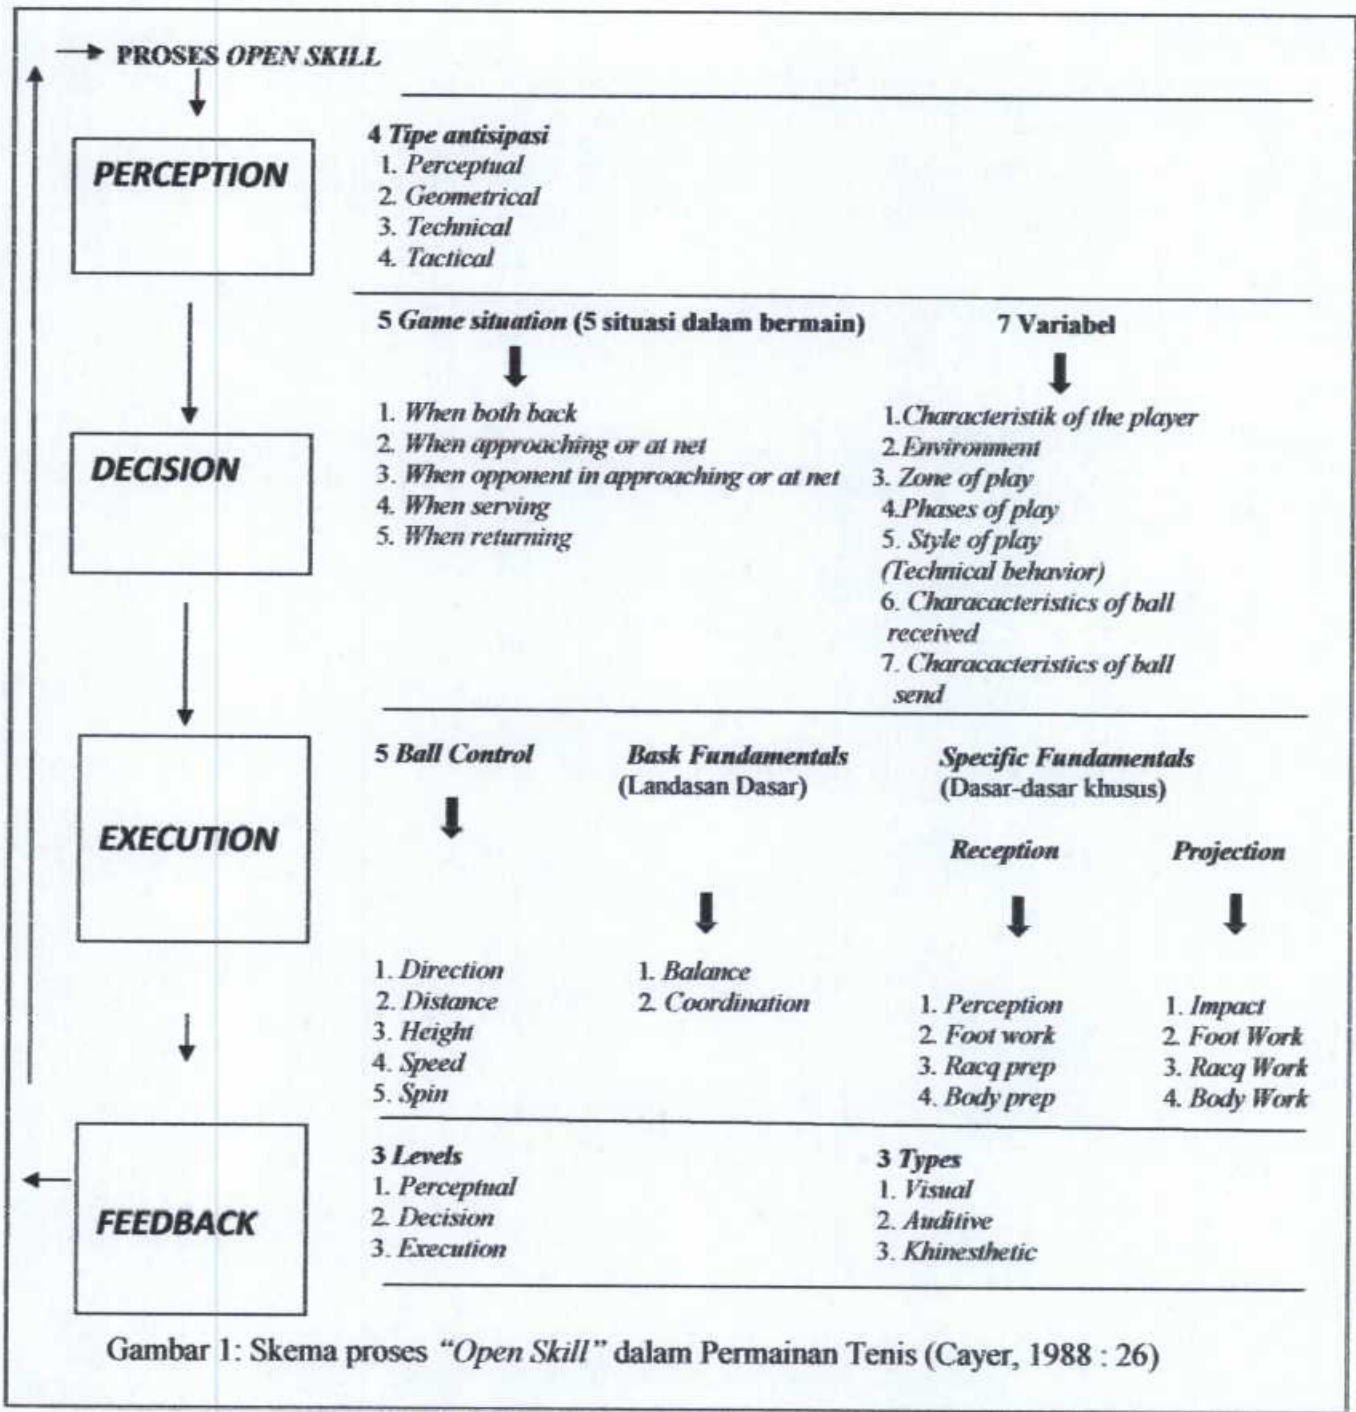 PROSES OPEN SKILL
PERCEPTION
4 Tipe antisipasi
1. Perceptual
2. Geometrical
3. Technical
4. Tactical
DECISION
5 Game situation (5 situasi dalam bermain)
1. When both back
2. When approaching or at net
3. When opponent in approaching or at net
4. When serving
5. When returning
7 Variabel
1.Characteristik of the player
2.Environment
3. Zone of play
4.Phases of play
5. Style of play
(Technical behavior)
6. Characacteristics of ball
received
7. Characacteristics of ball
send
EXECUTION
5 Ball Control
1. Direction
2. Distance
3. Height
4. Speed
5. Spin
Bask Fundamentals
(Landasan Dasar)
1. Balance
2. Coordination
Specific Fundamentals
(Dasar-dasar khusus)
Reception
1. Perception
2. Foot work
3. Racq prep
4. Body prep
Projection
1. Impact
2. Foot Work
3. Racq Work
4. Body Work
FEEDBACK
3 Levels
1. Perceptual
2. Decision
3. Execution
3 Types
1. Visual
2. Auditive
3. Khinesthetic
Gambar 1: Skema proses "Open Skill" dalam Permainan Tenis (Cayer, 1988 : 26)